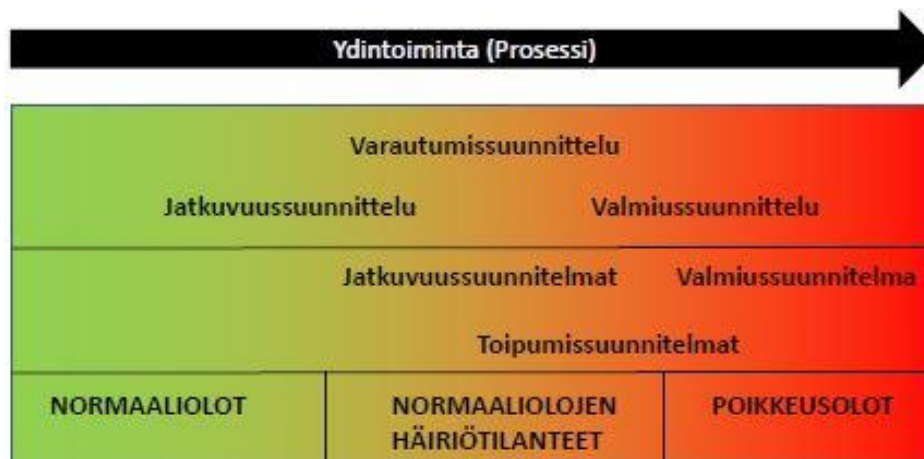 Ydintoiminta (Prosessi)
Varautumissuunnittelu
Jatkuvuussuunnittelu Valmiussuunnittelu
Jatkuvuussuunnitelmat Valmiussuunnitelma
Toipumissuunnitelmat
NORMAALIOLOT NORMAALIOLOJEN POIKKEUSOLOT
HÄIRIÖTILANTEET